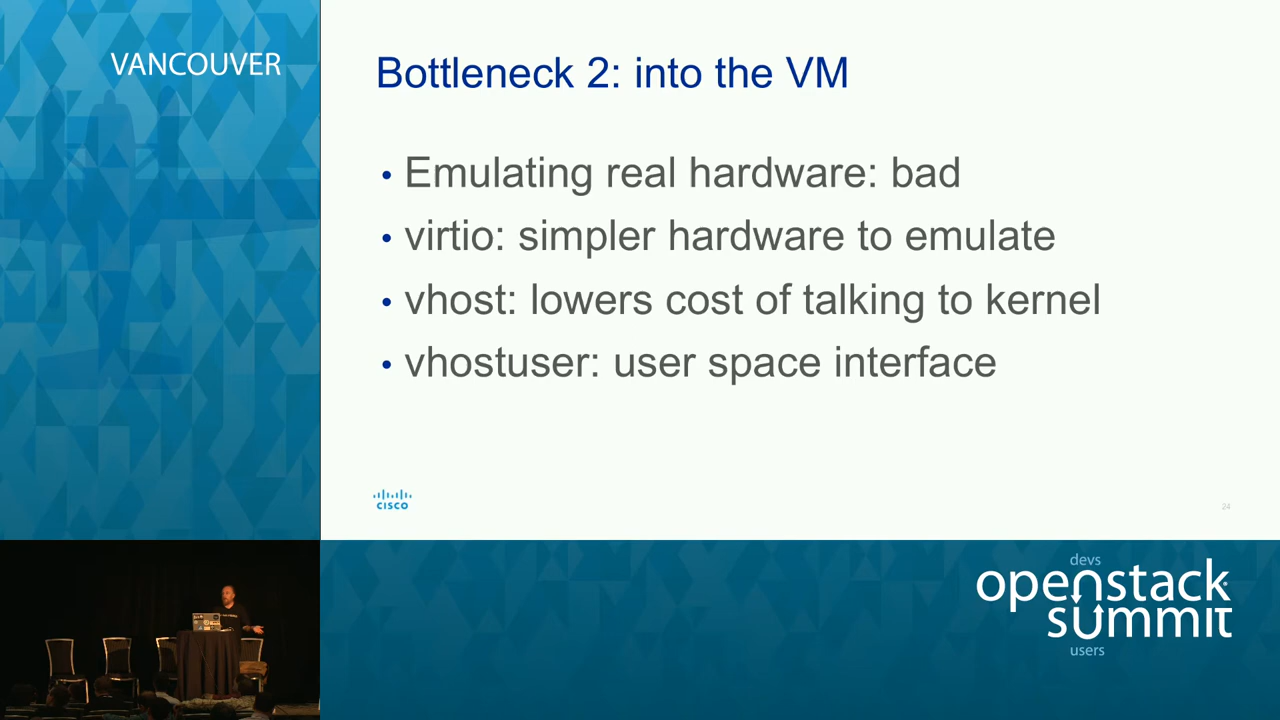 VANCOUVER
Bottleneck 2: into the VM
• Emulating real hardware: bad
• virtio: simpler hardware to emulate
• vhost: lowers cost of talking to kernel
• vhostuser: user space interface
CISCO
24
devs
openstack
summit
users